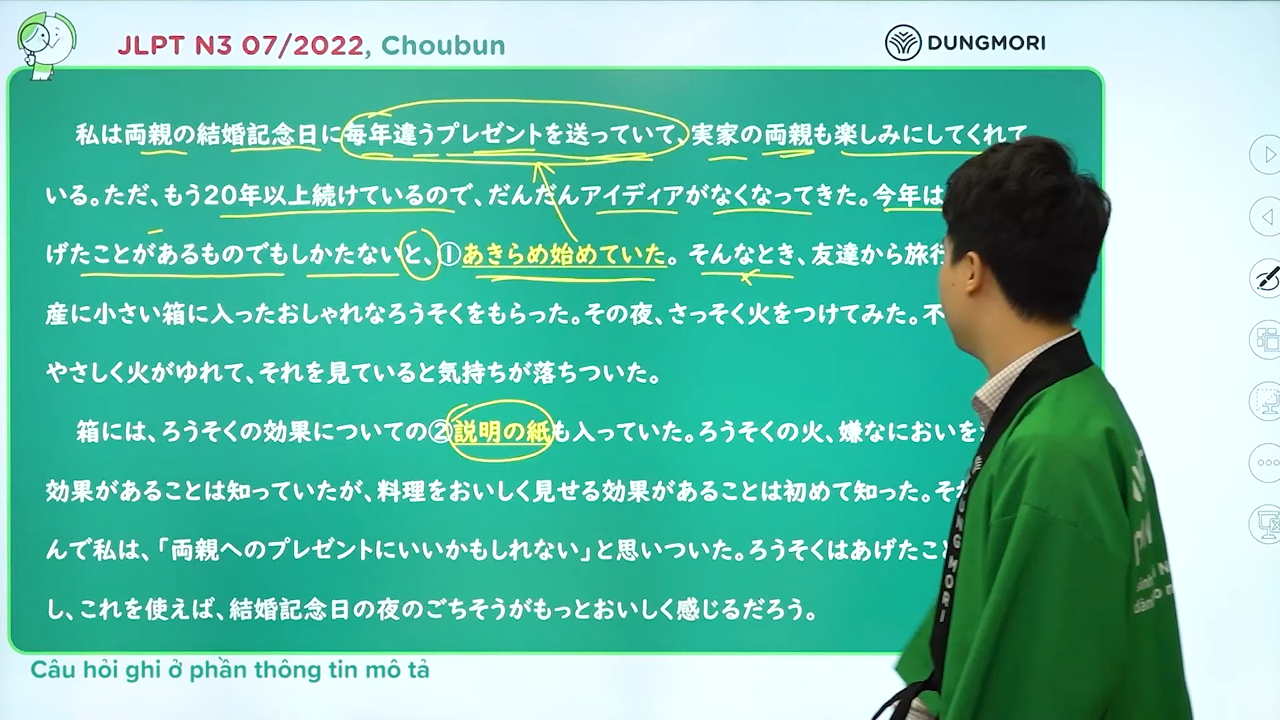 JLPT N3 07/2022, Choubun
DUNGMORI
私は両親の結婚記念日に毎年違うプレゼントを送っていて、実家の両親も楽しみにしてくれて
いる。ただ、もう20年以上続けているので、だんだんアイディアがなくなってきた。今年は
げたことがあるものでもしかたないと、①あきらめ始めていた。そんなとき、友達から旅行
産に小さい箱に入ったおしゃれなろうそくをもらった。その夜、さっそく火をつけてみた。不
やさしく火がゆれて、それを見ていると気持ちが落ちついた。
箱には、ろうそくの効果についての②説明の紙も入っていた。ろうそくの火、嫌なにおいを
効果があることは知っていたが、料理をおいしく見せる効果があることは初めて知った。そ
んで私は、「両親へのプレゼントにいいかもしれない」と思いついた。ろうそくはあげたこ
し、これを使えば、結婚記念日の夜のごちそうがもっとおいしく感じるだろう。
Câu hỏi ghi ở phần thông tin mô tả